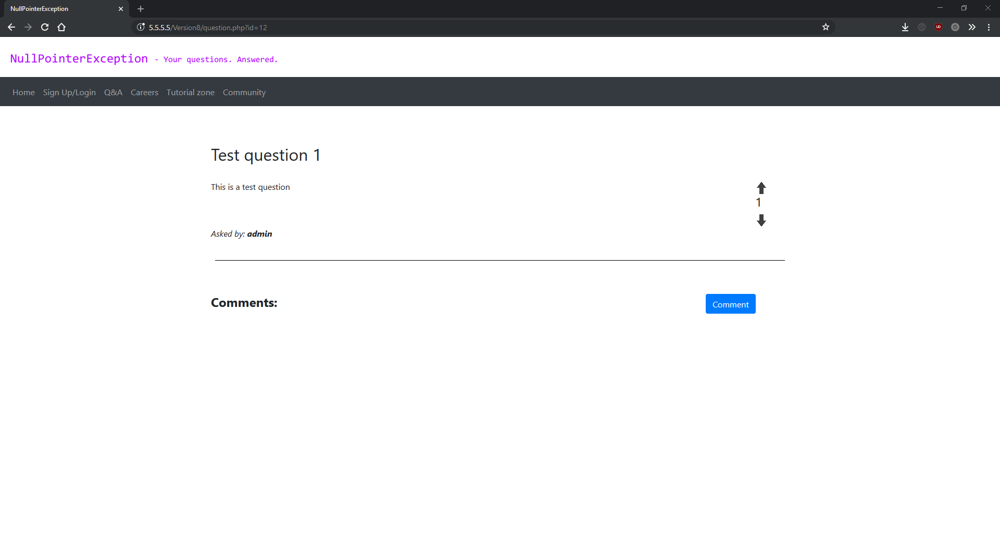 NullPointerException
5.5.5.5/Version8/question.php?id=12
NullPointerException - Your questions. Answered.
Home Sign Up/Login Q&A Careers Tutorial zone Community
Test question 1
This is a test question
1
Asked by: admin
Comments:
Comment